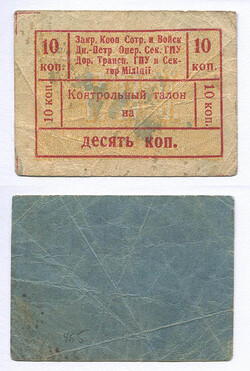 10 КОП.
Закр. Кооп Сотр. и Войск
Дн.-Петр. Опер. Сек. ГПУ
Дор. Трансп. ГПУ и Сек-
тор Міліції
10 КОП.
10 КОП.
Контрольный талон
на
10 КОП.
десять коп.